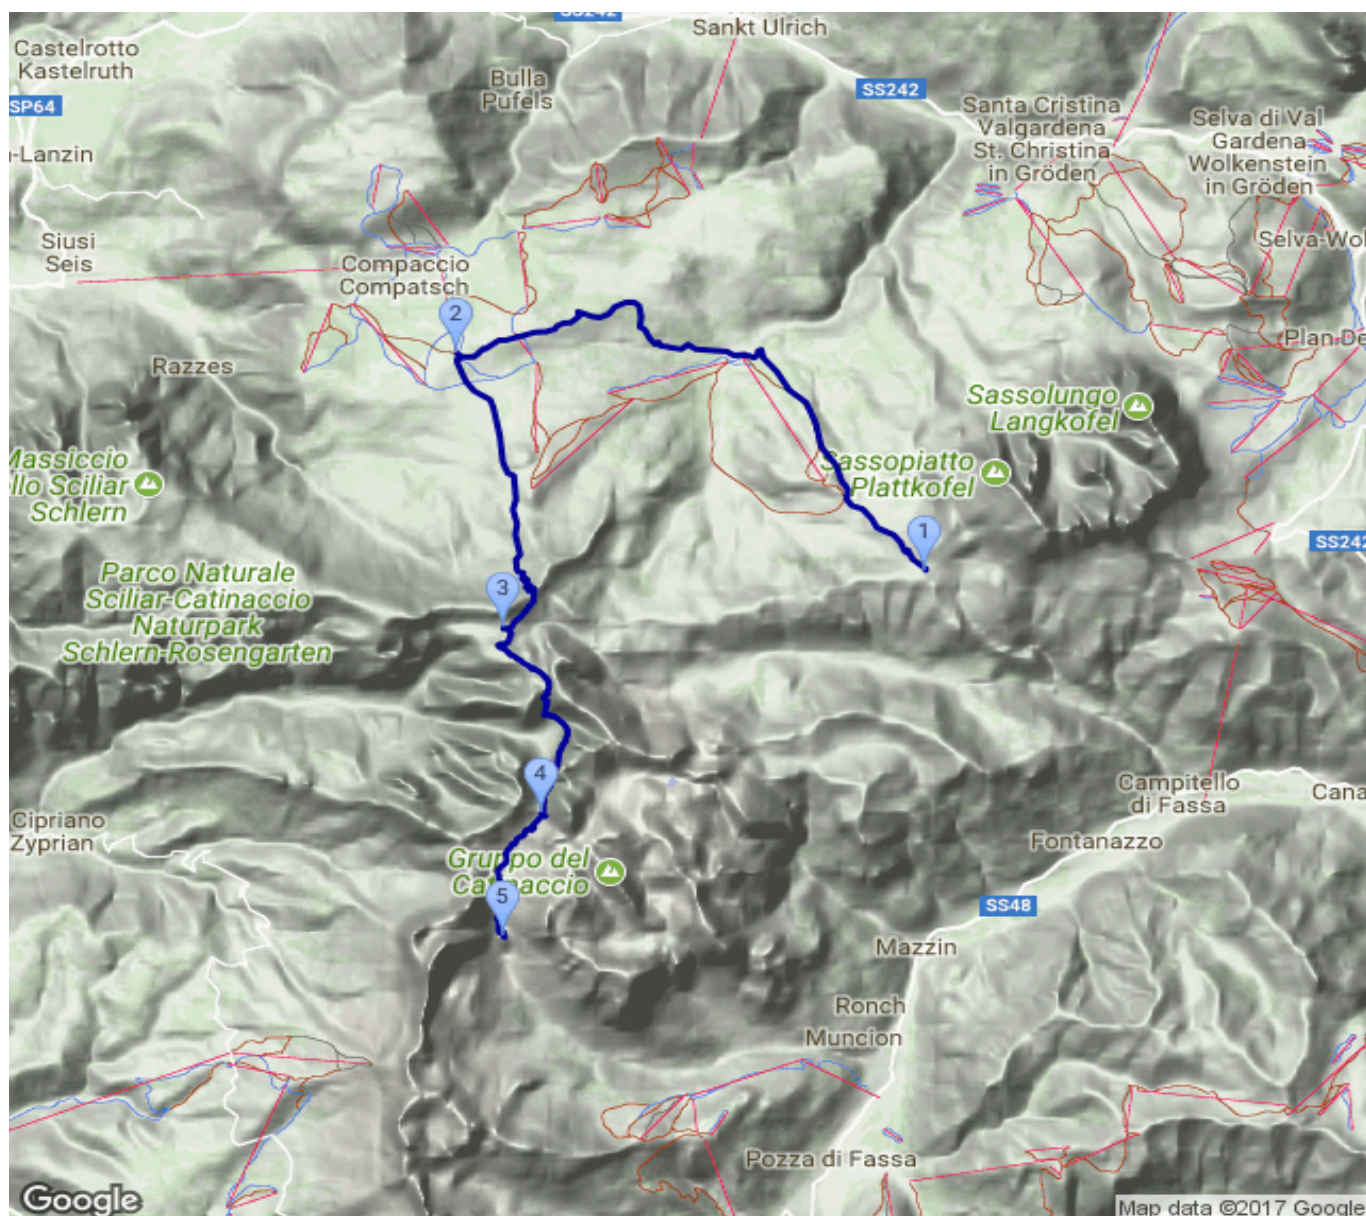 SS242
Sankt Ulrich
Castelrotto
Kastelruth
Bulla
Pufels
SS242
SP64
Santa Cristina
Valgardena
St. Christina
in Gröden
Selva di Val
Gardena
Wolkenstein
in Gröden
-Lanzin
Siusi
Seis
Compaccio
Compatsch
Selva-Wol
2
Plan De
Razzes
Sassolungo
Langkofel
Massiccio
llo Sciliar
Schlern
Sassopiatto
Plattkofel
1
SS242
Parco Naturale
Sciliar-Catinaccio
Naturpark
Schlern-Rosengarten
3
4
Campitello
di Fassa
Cana
Cipriano
Zyprian
Fontanazzo
Gruppo del
Catinaccio
5
SS48
Mazzin
Ronch
Muncion
Pozza di Fassa
Google
Map data ©2017 Google